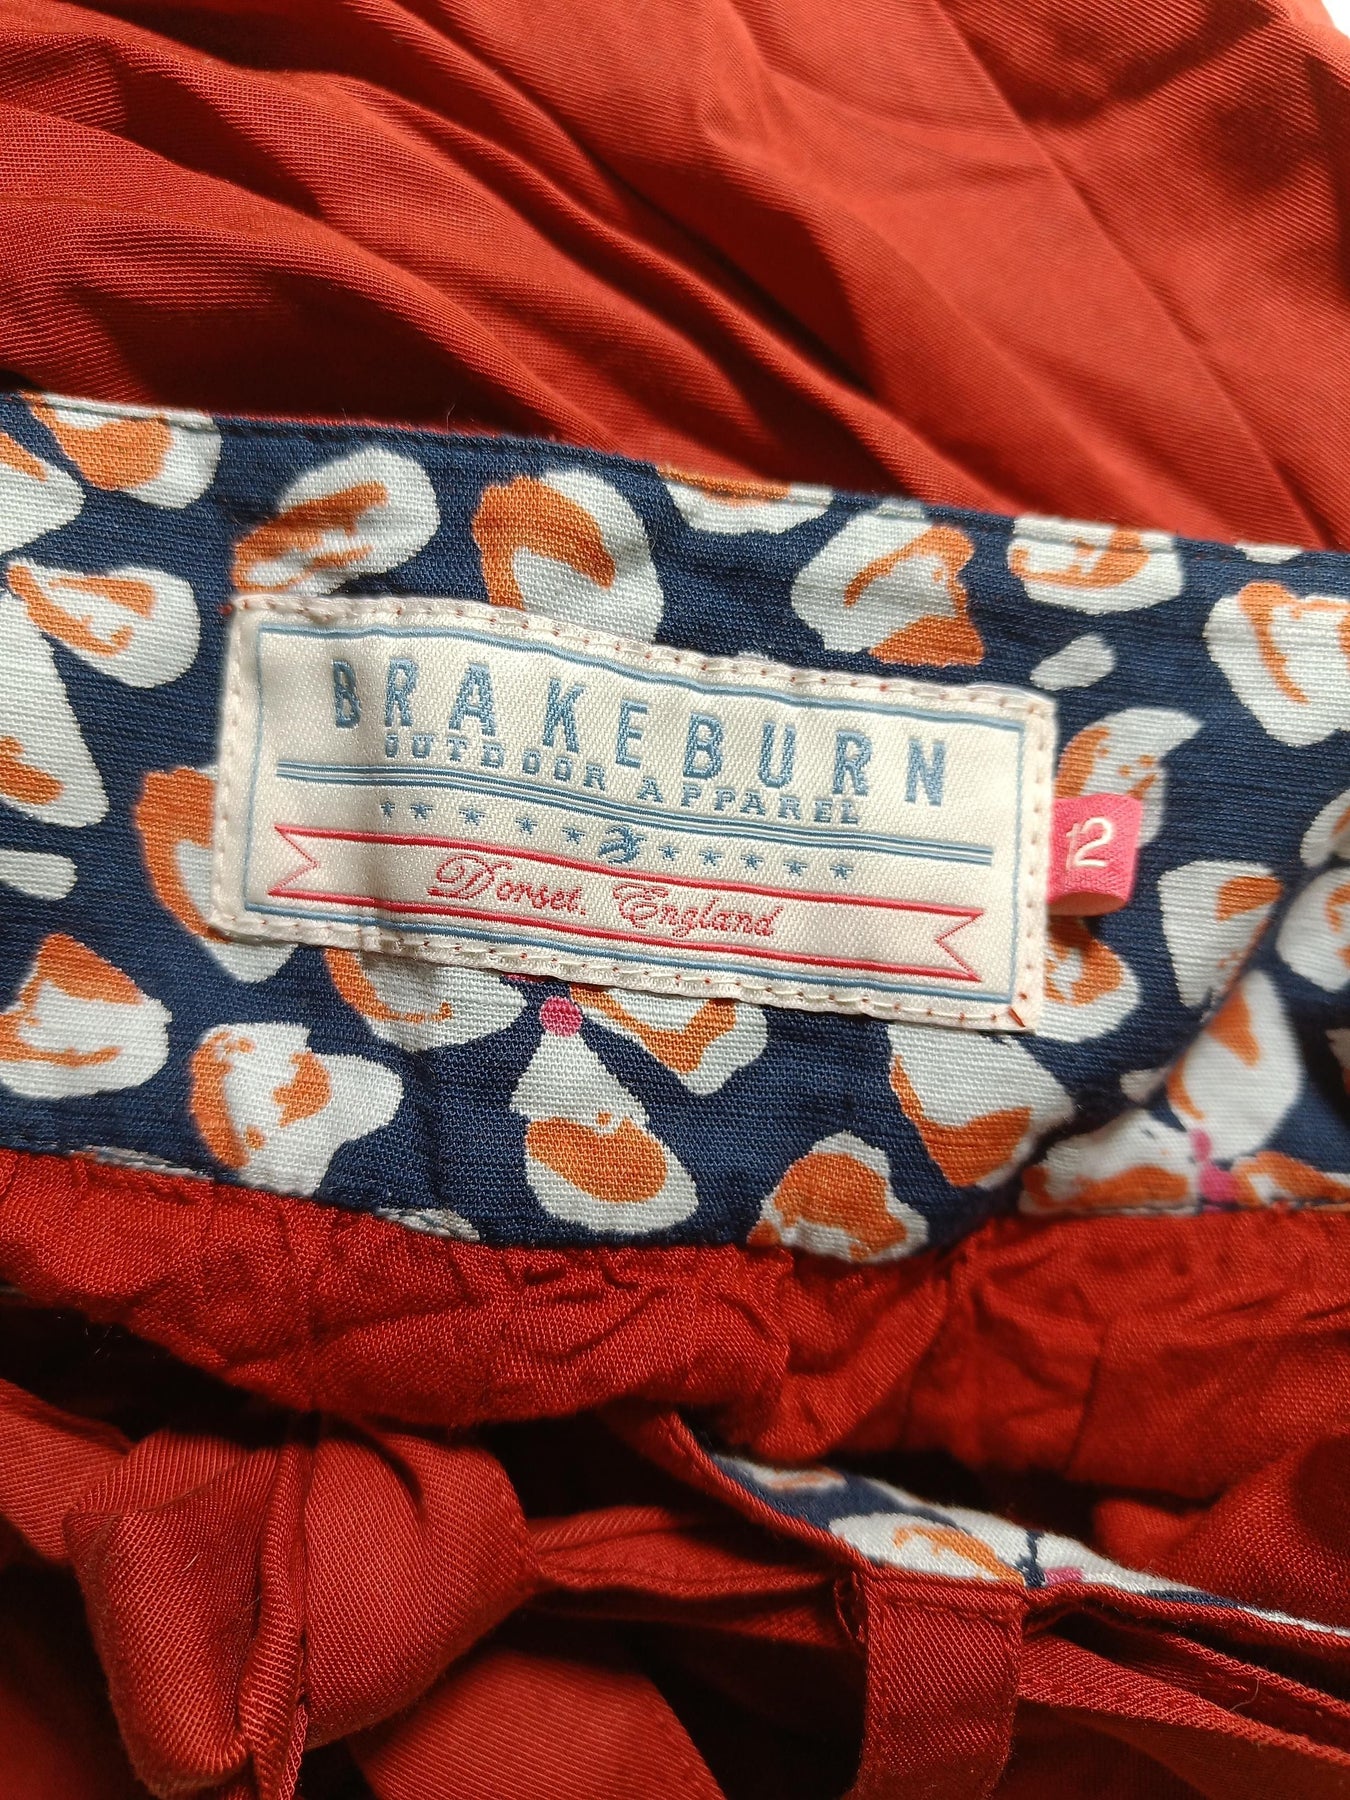 BRAKEBURN
OUTDOOR APPAREL
Dorset. England
12